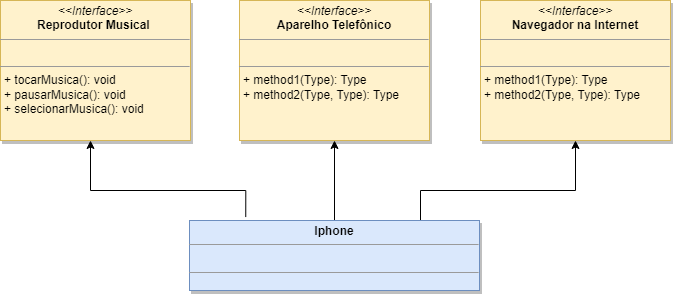 <<Interface>>
Reprodutor Musical
+ tocarMusica(): void
+ pausarMusica(): void
+ selecionarMusica(): void
<<Interface>>
Aparelho Telefônico
+ method1(Type): Type
+ method2(Type, Type): Type
<<Interface>>
Navegador na Internet
+ method1(Type): Type
+ method2(Type, Type): Type
Iphone